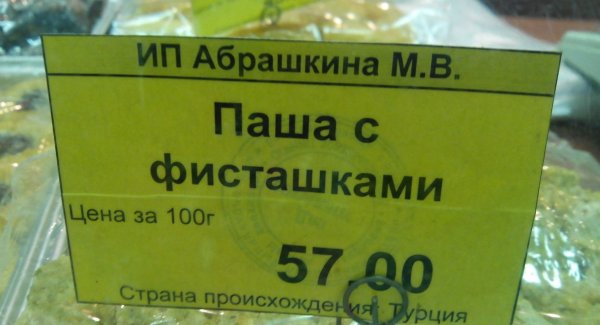 ИП Абрашкина М.В.
Паша с
фисташками
Цена за 100г
57,00
Страна происхождения: Турция